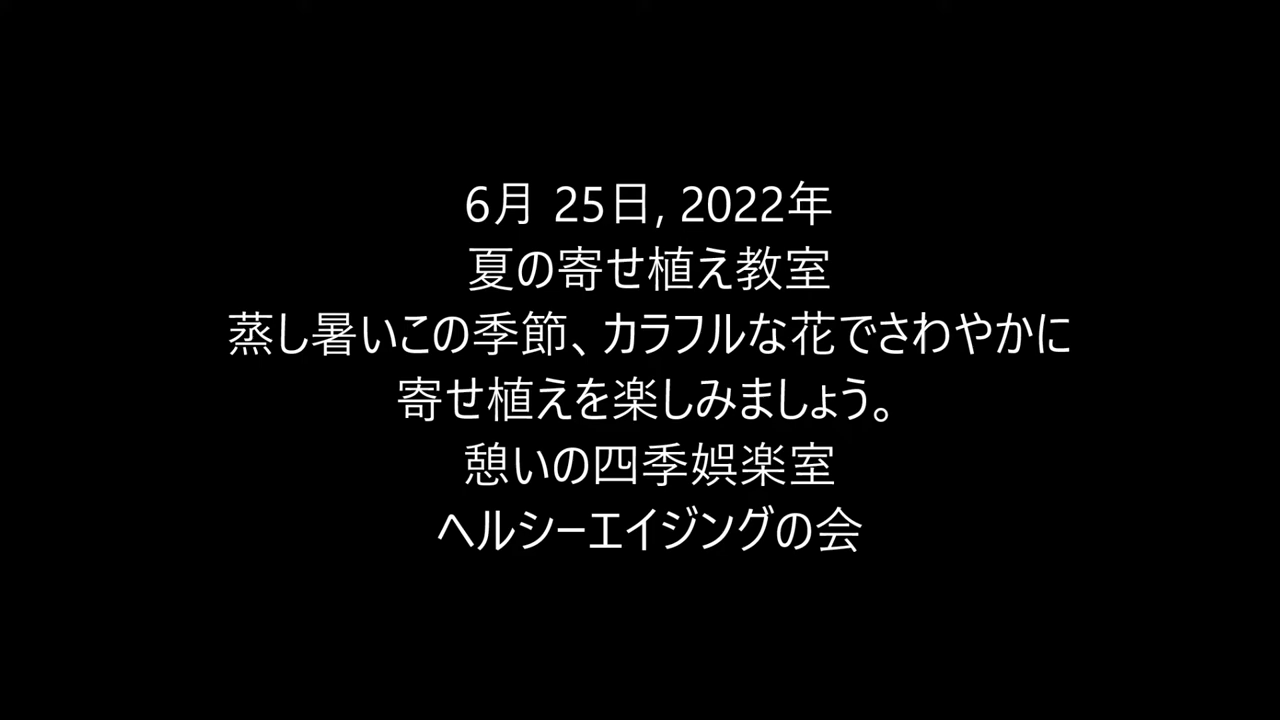 6月 25日, 2022年
夏の寄せ植え教室
蒸し暑いこの季節、カラフルな花でさわやかに
寄せ植えを楽しみましょう。
憩いの四季娯楽室
ヘルシーエイジングの会